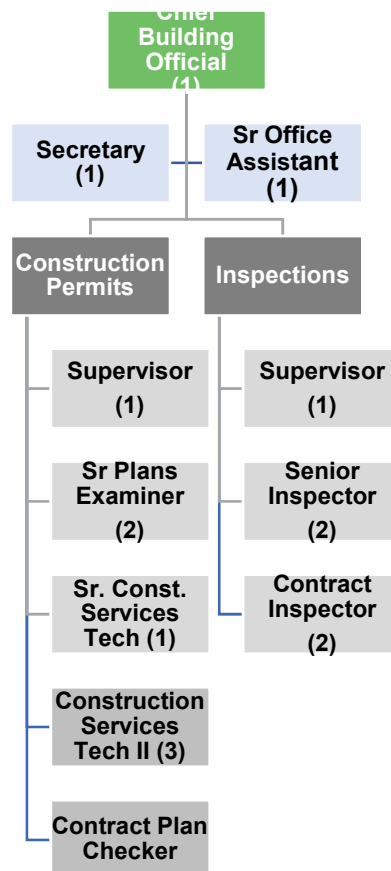 Chief
Building
Official
(1)
Secretary
(1)
Sr Office
Assistant
(1)
Construction
Permits
Inspections
Supervisor
(1)
Supervisor
(1)
Sr Plans
Examiner
(2)
Senior
Inspector
(2)
Sr. Const.
Services
Tech (1)
Contract
Inspector
(2)
Construction
Services
Tech II (3)
Contract Plan
Checker